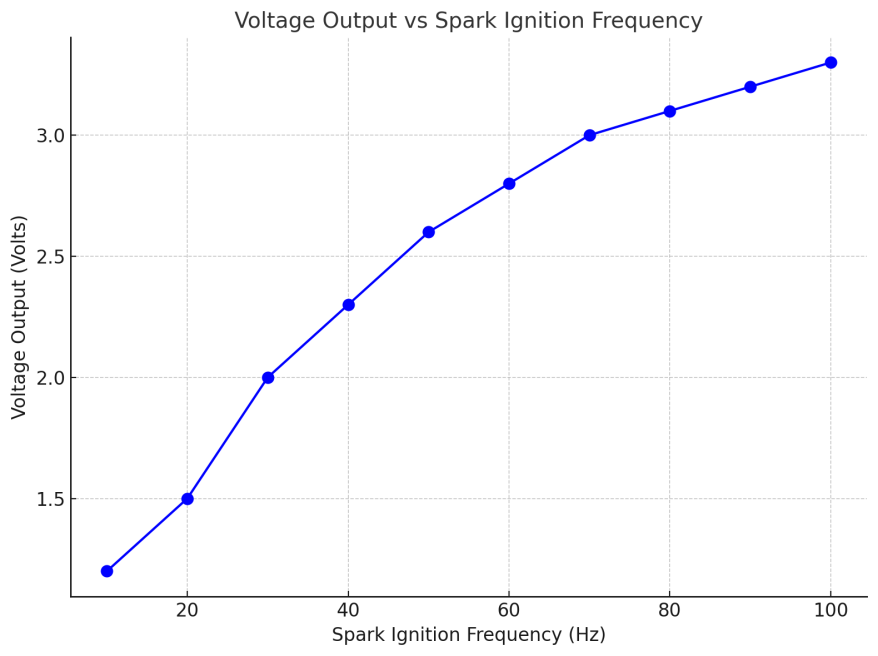 Voltage Output vs Spark Ignition Frequency
Voltage Output (Volts)
3.0
2.5
2.0
1.5
20 40 60 80 100
Spark Ignition Frequency (Hz)